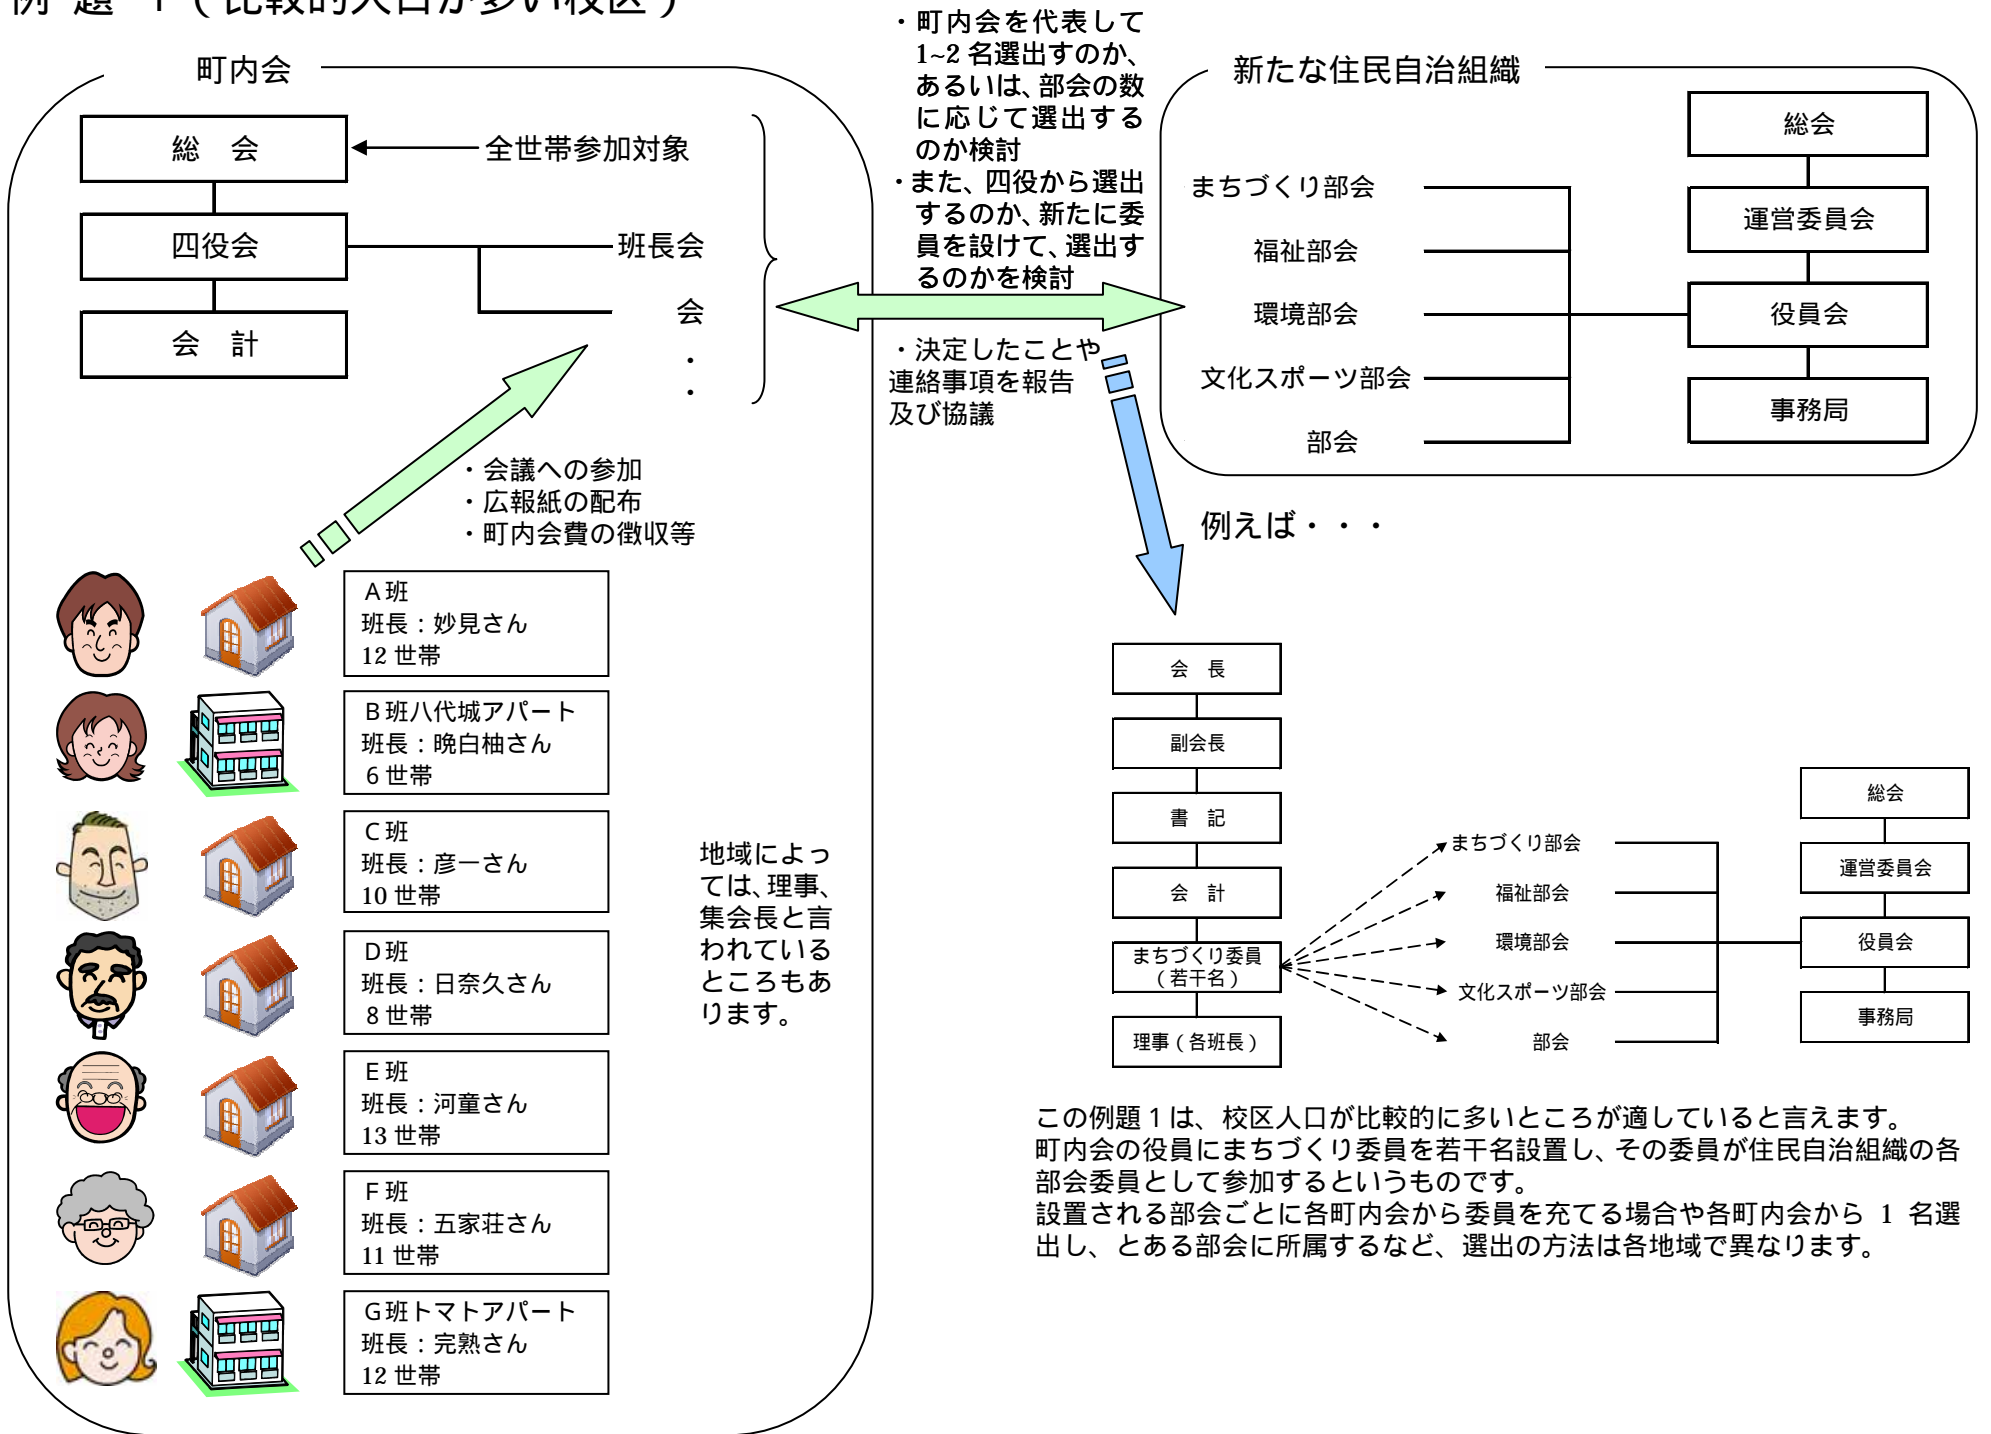 例 題 1（比較的人口が多い校区）
町内会
総 会
全世帯参加対象
四役会
班長会
会
・
・
会 計
・町内会を代表して
1~2 名選出すのか、
あるいは、部会の数
に応じて選出する
のか検討
・また、四役から選出
するのか、新たに委
員を設けて、選出す
るのかを検討
・決定したことや
連絡事項を報告
及び協議
新たな住民自治組織
まちづくり部会
福祉部会
環境部会
文化スポーツ部会
部会
総会
運営委員会
役員会
事務局
・会議への参加
・広報紙の配布
・町内会費の徴収等
Ａ班
班長：妙見さん
12 世帯
Ｂ班八代城アパート
班長：晩白柚さん
６世帯
Ｃ班
班長：彦一さん
10 世帯
Ｄ班
班長：日奈久さん
８世帯
Ｅ班
班長：河童さん
13 世帯
Ｆ班
班長：五家荘さん
11 世帯
Ｇ班トマトアパート
班長：完熟さん
12 世帯
地域によっ
ては、理事、
集会長と言
われている
ところもあ
ります。
例えば・・・
会 長
副会長
書 記
会 計
まちづくり委員
（若干名）
理事（各班長）
まちづくり部会
福祉部会
環境部会
文化スポーツ部会
部会
総会
運営委員会
役員会
事務局
この例題１は、校区人口が比較的に多いところが適していると言えます。
町内会の役員にまちづくり委員を若干名設置し、その委員が住民自治組織の各
部会委員として参加するというものです。
設置される部会ごとに各町内会から委員を充てる場合や各町内会から 1 名選
出し、とある部会に所属するなど、選出の方法は各地域で異なります。